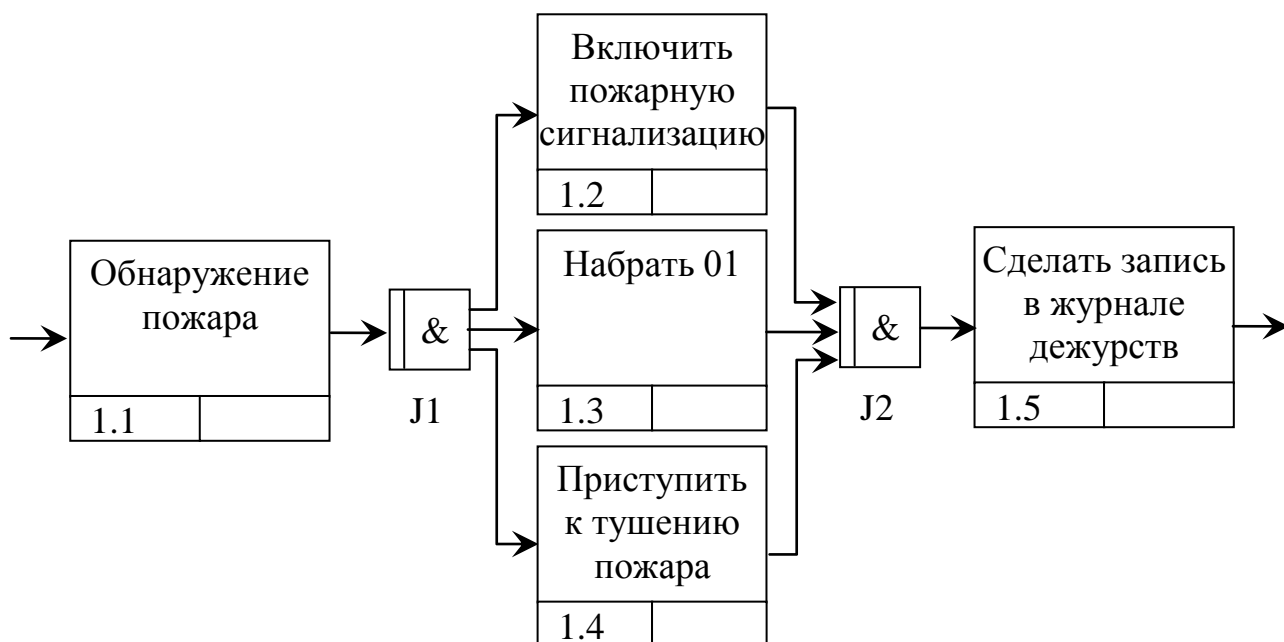 Обнаружение
пожара
1.1
&
J1
Включить
пожарную
сигнализацию
1.2
Набрать 01
1.3
Приступить
к тушению
пожара
1.4
&
J2
Сделать запись
в журнале
дежурств
1.5